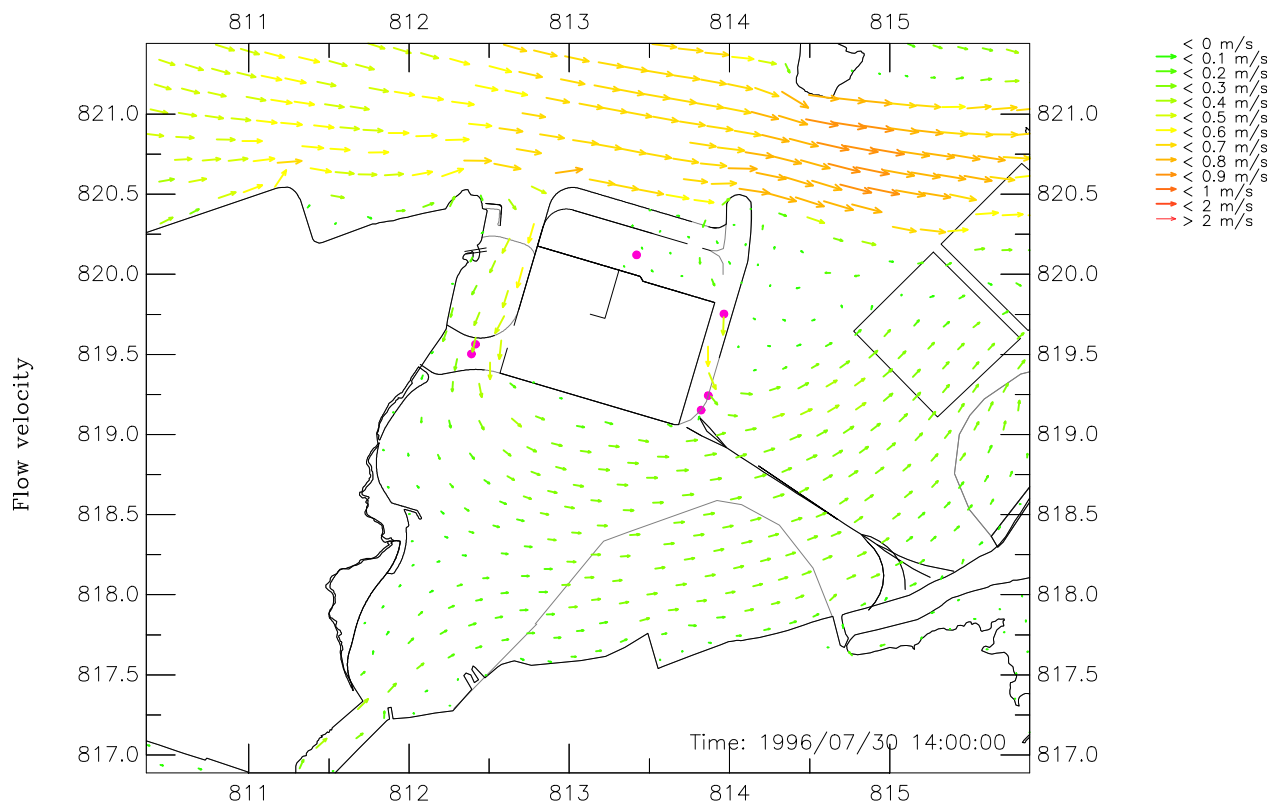 811 812 813 814 815
< 0 m/s
< 0.1 m/s
< 0.2 m/s
< 0.3 m/s
< 0.4 m/s
< 0.5 m/s
< 0.6 m/s
< 0.7 m/s
< 0.8 m/s
< 0.9 m/s
< 1 m/s
< 2 m/s
> 2 m/s
821.0 821.0
820.5 820.5
820.0 820.0
819.5 819.5
819.0 819.0
818.5 818.5
818.0 818.0
817.5 817.5
817.0 817.0
Flow velocity
Time: 1996/07/30 14:00:00
811 812 813 814 815